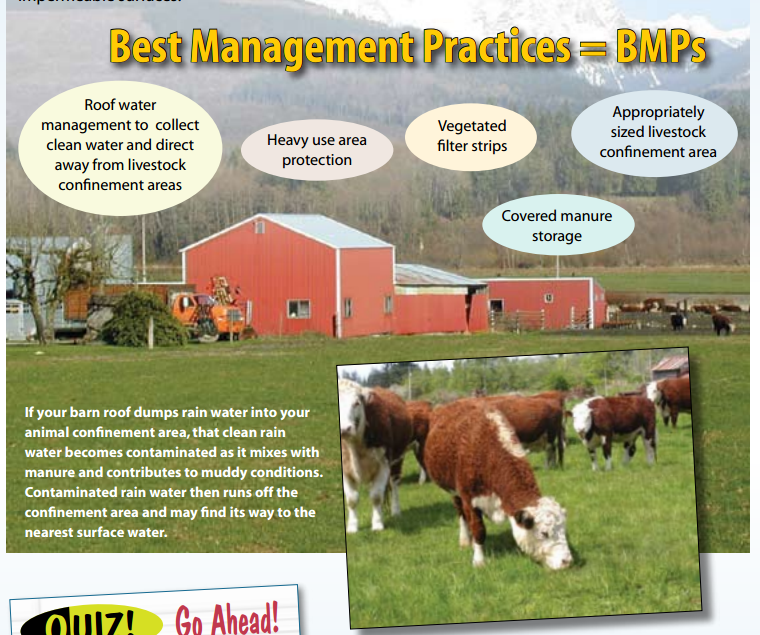 impermeable surfaces.
Best Management Practices = BMPs
Roof water
management to collect
clean water and direct
away from livestock
confinement areas
Heavy use area
protection
Vegetated
filter strips
Appropriately
sized livestock
confinement area
Covered manure
storage
If your barn roof dumps rain water into your
animal confinement area, that clean rain
water becomes contaminated as it mixes with
manure and contributes to muddy conditions.
Contaminated rain water then runs off the
confinement area and may find its way to the
nearest surface water.
QUIZ! Go Ahead!